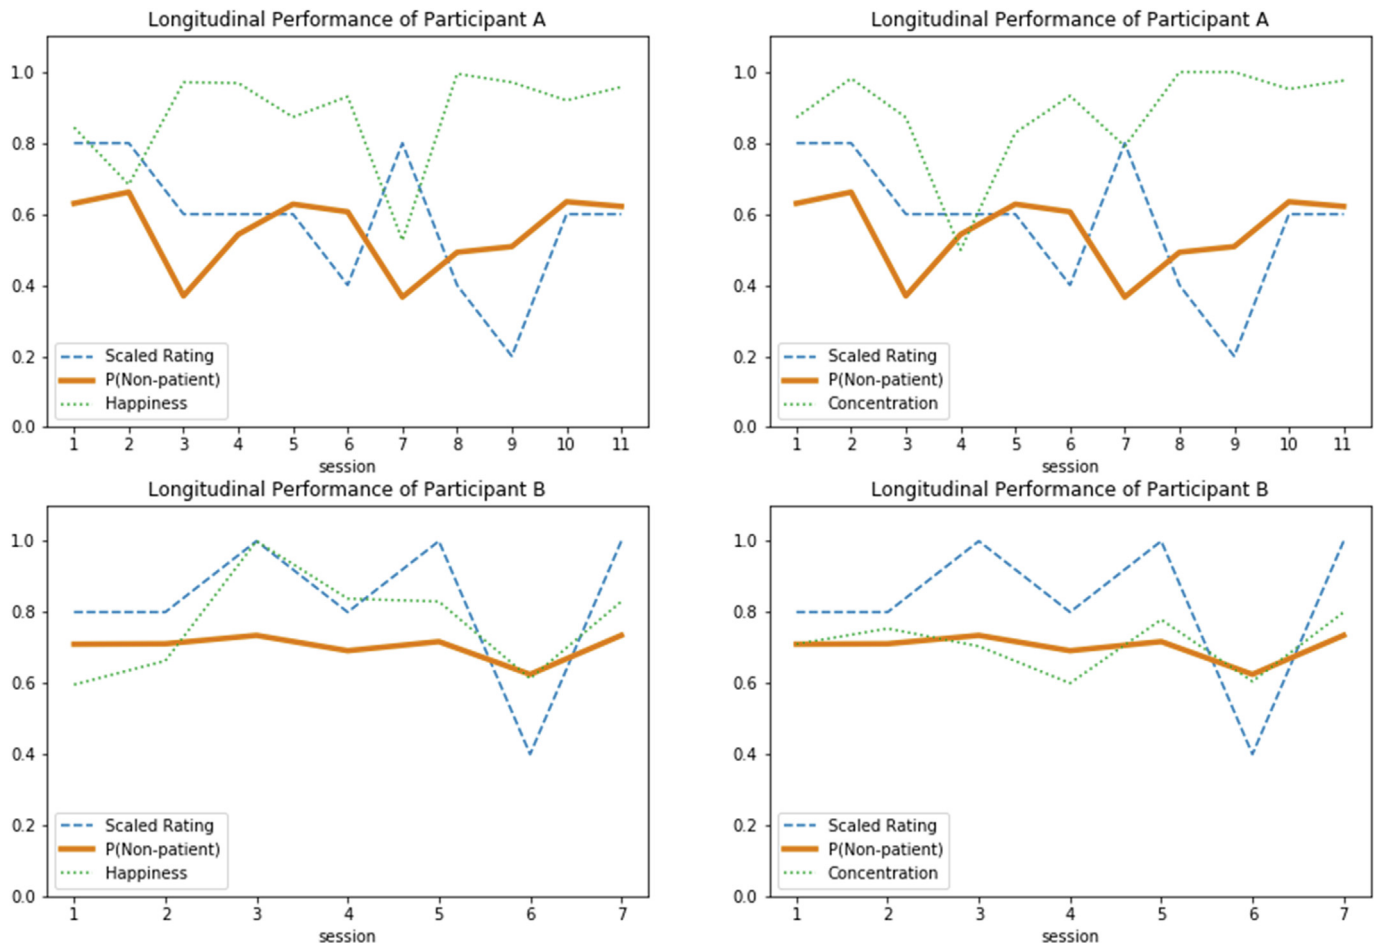 Longitudinal Performance of Participant A
1.0
0.8
0.6
0.4
0.2
0.0
Scaled Rating
P(Non-patient)
Happiness
1 2 3 4 5 6 7 8 9 10 11
session
Longitudinal Performance of Participant A
1.0
0.8
0.6
0.4
0.2
0.0
Scaled Rating
P(Non-patient)
Concentration
1 2 3 4 5 6 7 8 9 10 11
session
Longitudinal Performance of Participant B
1.0
0.8
0.6
0.4
0.2
0.0
Scaled Rating
P(Non-patient)
Happiness
1 2 3 4 5 6 7
session
Longitudinal Performance of Participant B
1.0
0.8
0.6
0.4
0.2
0.0
Scaled Rating
P(Non-patient)
Concentration
1 2 3 4 5 6 7
session